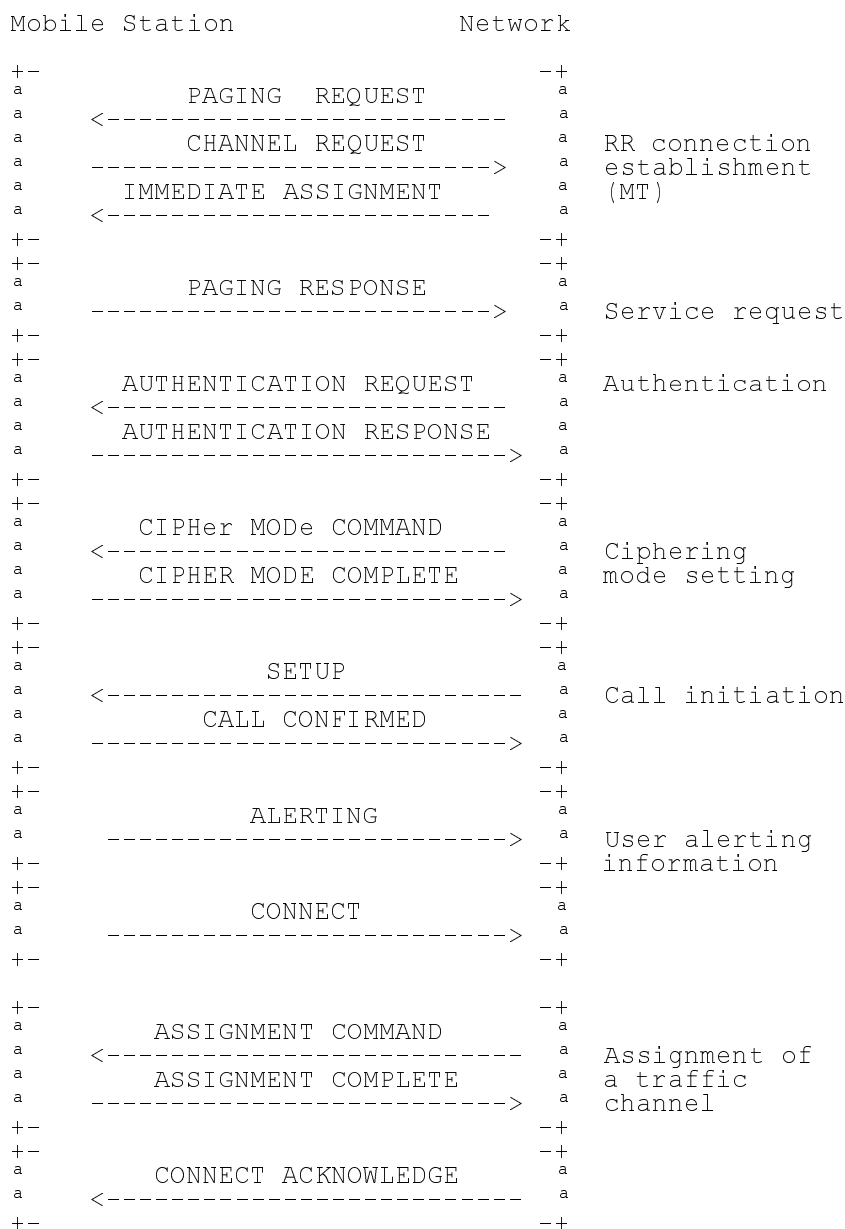 Mobile Station Network
+- -+
a PAGING REQUEST a
a <------------------------- a
a CHANNEL REQUEST a RR connection
a -------------------------> a establishment
a IMMEDIATE ASSIGNMENT a (MT)
a <------------------------ a
+- -+
+- -+
a PAGING RESPONSE a
a -------------------------> a Service request
+- -+
+- -+
a AUTHENTICATION REQUEST a Authentication
a <------------------------- a
a AUTHENTICATION RESPONSE a
a --------------------------> a
+- -+
+- -+
a CIPHer MODe COMMAND a
a <------------------------- a Ciphering
a CIPHER MODE COMPLETE a mode setting
a --------------------------> a
+- -+
+- -+
a SETUP a
a <-------------------------- a Call initiation
a CALL CONFIRMED a
a --------------------------> a
+- -+
+- -+
a ALERTING a
a -------------------------> a User alerting
+- -+ information
+- -+
a CONNECT a
a -------------------------> a
+- -+
+- -+
a ASSIGNMENT COMMAND a
a <-------------------------- a Assignment of
a ASSIGNMENT COMPLETE a a traffic
a --------------------------> a channel
+- -+
+- -+
a CONNECT ACKNOWLEDGE a
a <-------------------------- a
+- -+